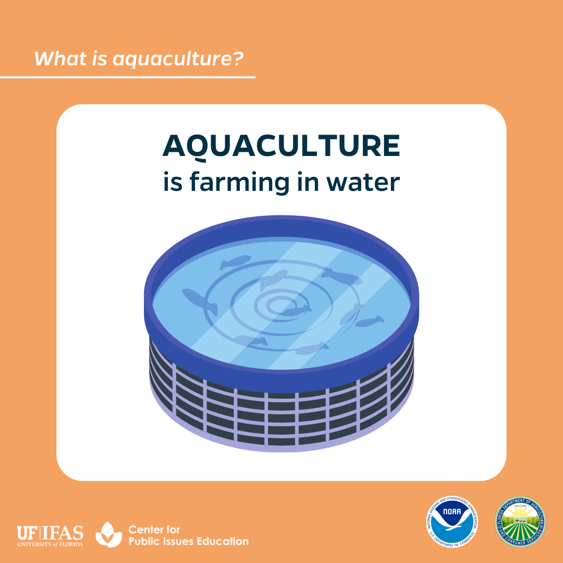 What is aquaculture?
AQUACULTURE
is farming in water
UF|IFAS
UNIVERSITY of FLORIDA
Center for
Public Issues Education
NOAA